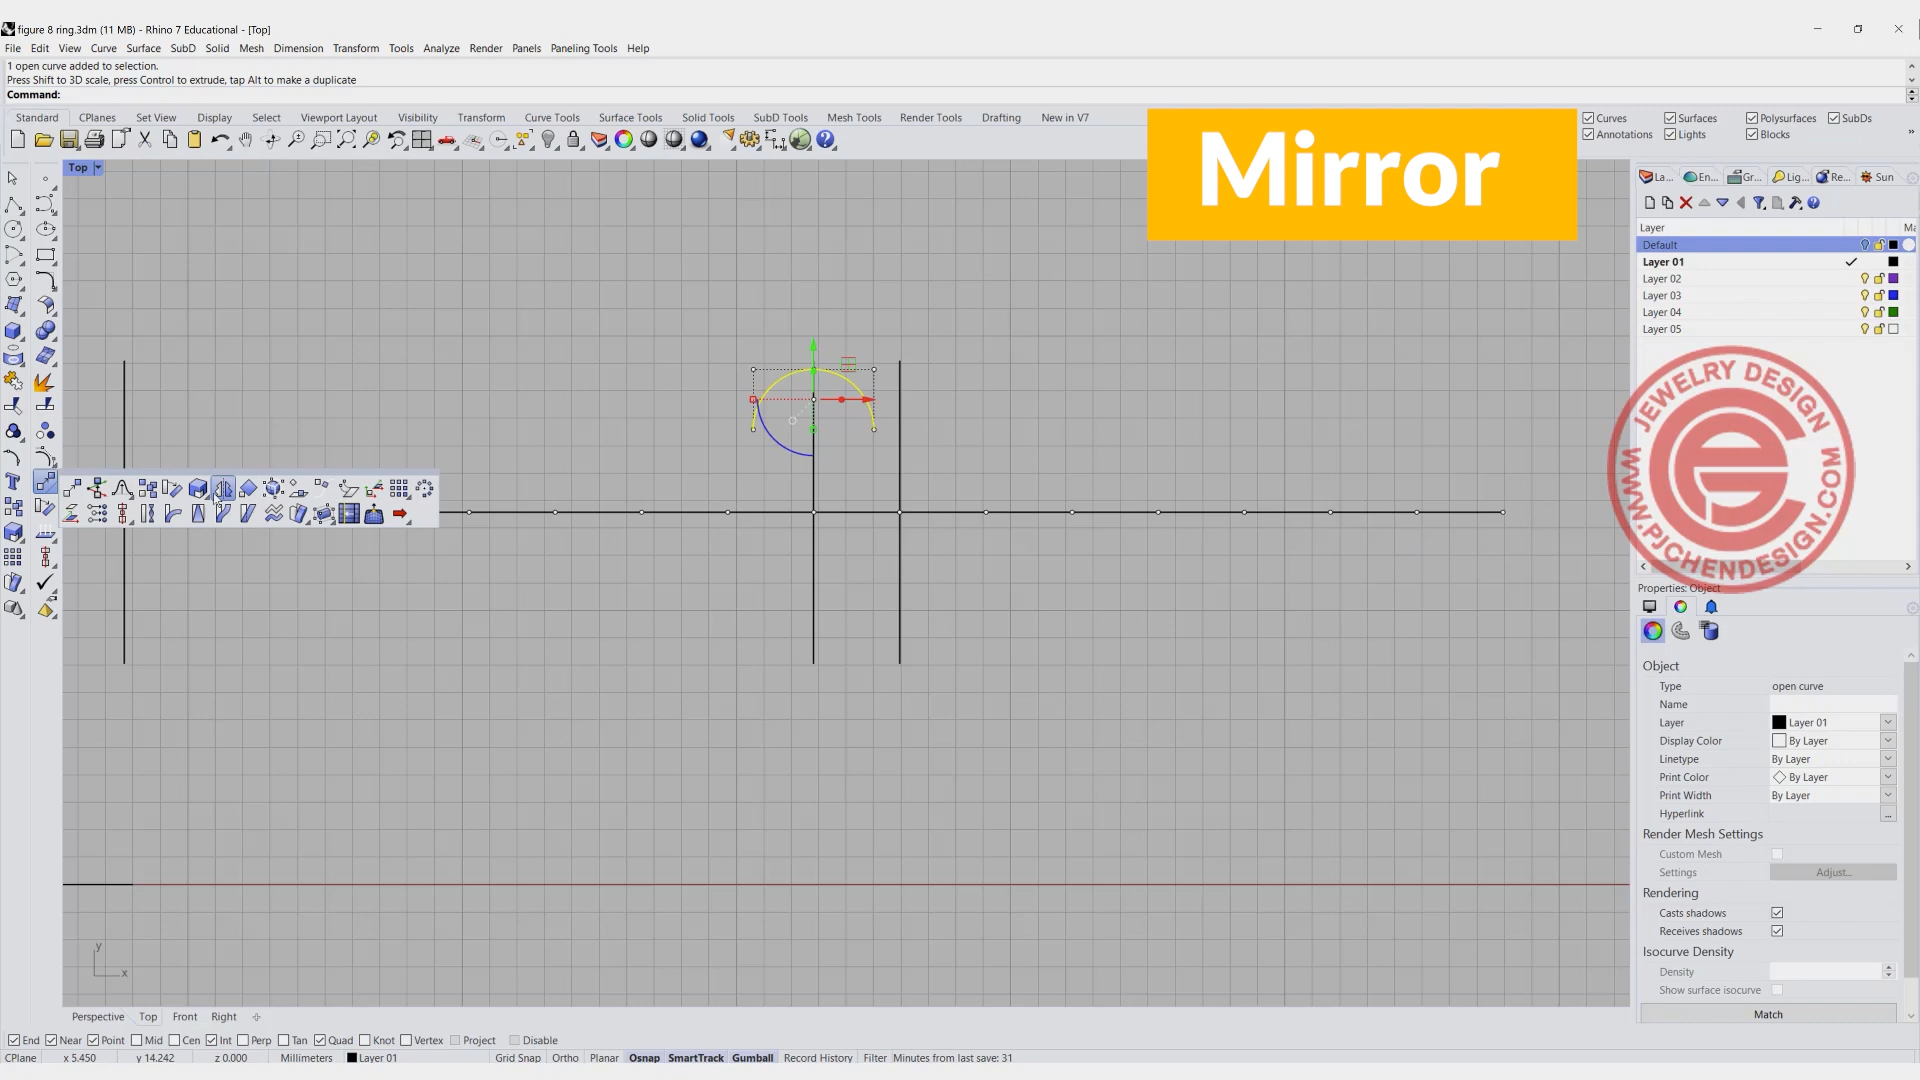 figure 8 ring.3dm (11 MB) - Rhino 7 Educational - [Top]
File Edit View Curve Surface SubD Solid Mesh Dimension Transform Tools Analyze Render Panels Paneling Tools Help
1 open curve added to selection.
Press Shift to 3D scale, press Control to extrude, tap Alt to make a duplicate
Command:
Standard CPlanes Set View Display Select Viewport Layout Visibility Transform Curve Tools Surface Tools Solid Tools SubD Tools Mesh Tools Render Tools Drafting New in V7
Mirror
Curves Surfaces Polysurfaces SubDs
Annotations Lights Blocks
Top
La... En... Gr... Lig... Re... Sun
Layer Ma
Default
Layer 01
Layer 02
Layer 03
Layer 04
Layer 05
JEWELRY DESIGN
WWW.PJCHENDESIGN.COM
Properties: Object
Object
Type open curve
Name
Layer Layer 01
Display Color By Layer
Linetype By Layer
Print Color By Layer
Print Width By Layer
Hyperlink ...
Render Mesh Settings
Custom Mesh
Settings Adjust...
Rendering
Casts shadows
Receives shadows
Isocurve Density
Density
Show surface isocurve
Match
y
x
Perspective Top Front Right
End Near Point Mid Cen Int Perp Tan Quad Knot Vertex Project Disable
CPlane x 5.450 y 14.242 z 0.000 Millimeters Layer 01 Grid Snap Ortho Planar Osnap SmartTrack Gumball Record History Filter Minutes from last save: 31